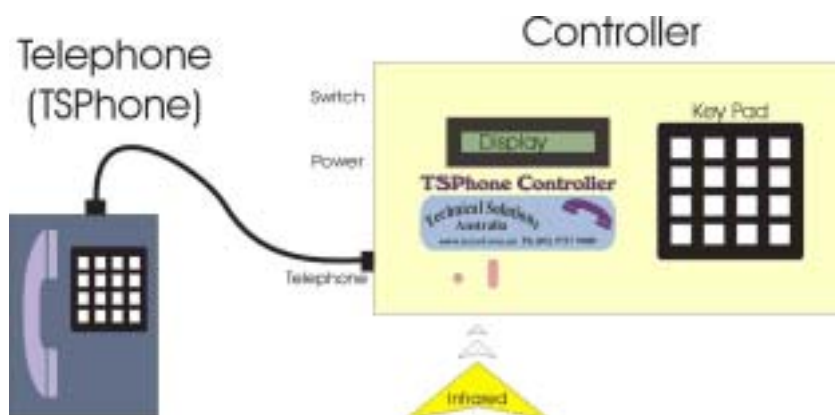 Telephone
(TSPhone)
Controller
Switch
Power
Telephone
Display
Key Pad
TSPhone Controller
Technical Solutions
Australia
Infrared